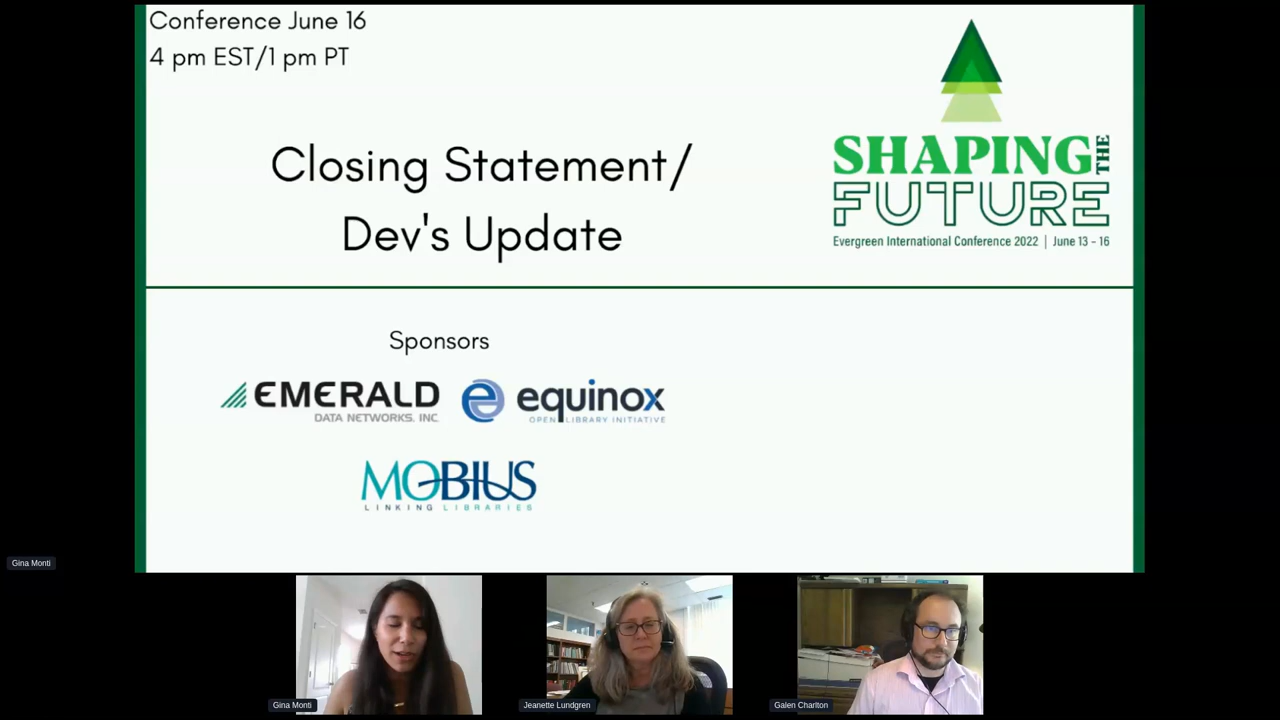 Conference June 16
4 pm EST/1 pm PT
Closing Statement/
Dev's Update
SHAPING THE
FUTURE
Evergreen International Conference 2022 | June 13 - 16
Sponsors
EMERALD
DATA NETWORKS, INC.
equinox
OPEN LIBRARY INITIATIVE
MOBIUS
LINKING LIBRARIES
Gina Monti
Gina Monti
Jeanette Lundgren
Galen Charlton